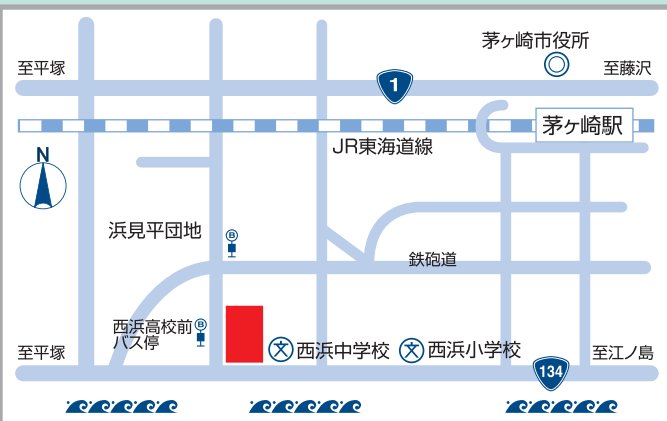 茅ヶ崎市役所
至平塚
至藤沢
1
茅ヶ崎駅
JR東海道線
N
浜見平団地
B
鉄砲道
西浜高校前
バス停
B
文
西浜中学校
文
西浜小学校
至平塚
至江ノ島
134